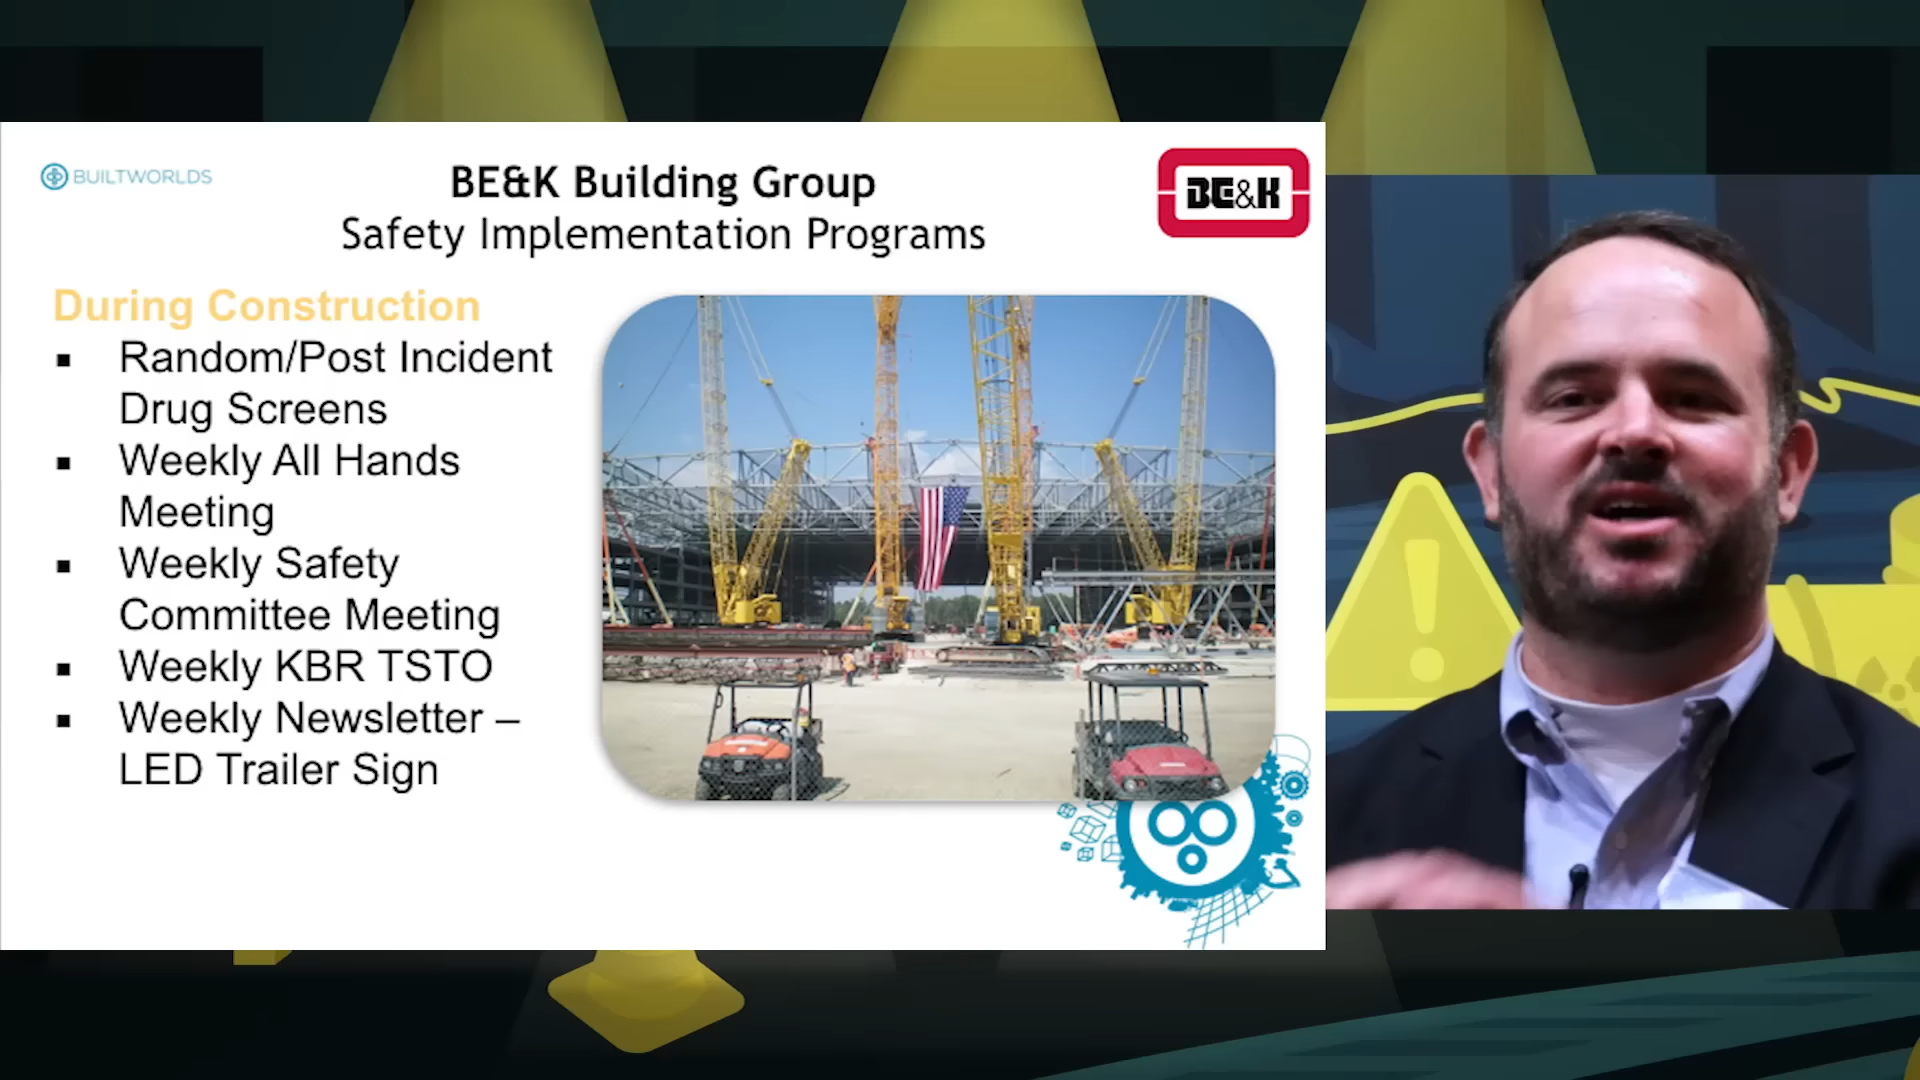 BUILTWORLDS
BE&K Building Group
Safety Implementation Programs
BE&K
During Construction
▪ Random/Post Incident
Drug Screens
▪ Weekly All Hands
Meeting
▪ Weekly Safety
Committee Meeting
▪ Weekly KBR TSTO
▪ Weekly Newsletter –
LED Trailer Sign